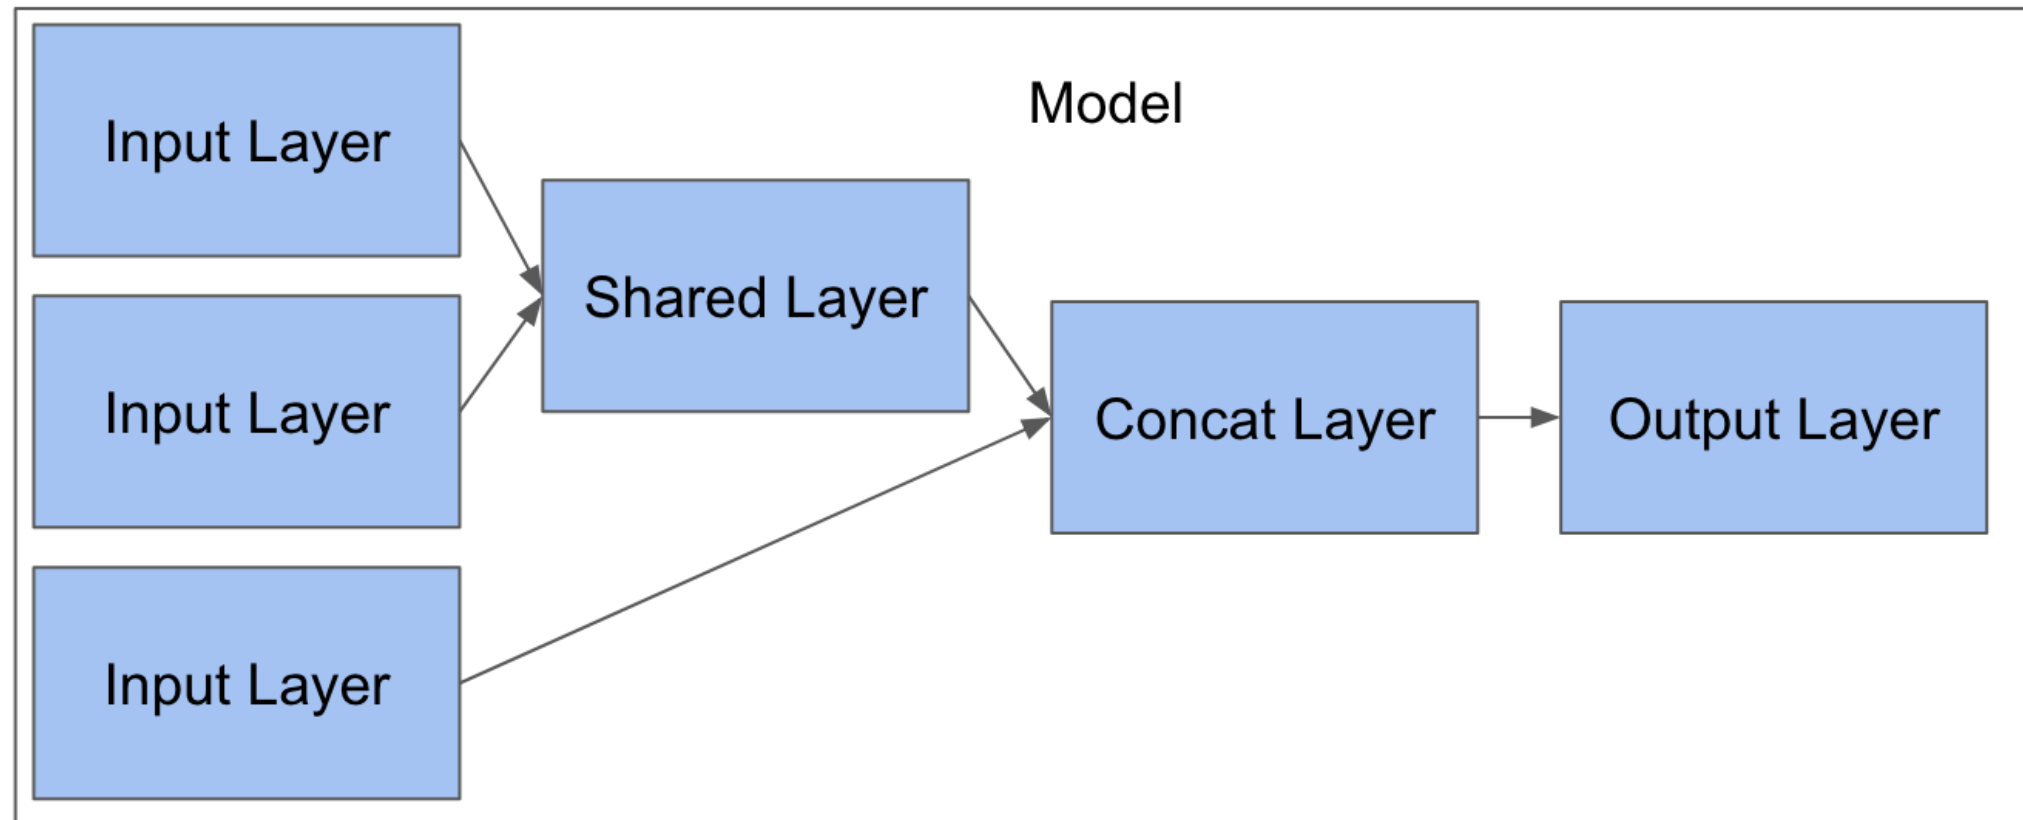 Model
Input Layer
Input Layer
Input Layer
Shared Layer
Concat Layer
Output Layer